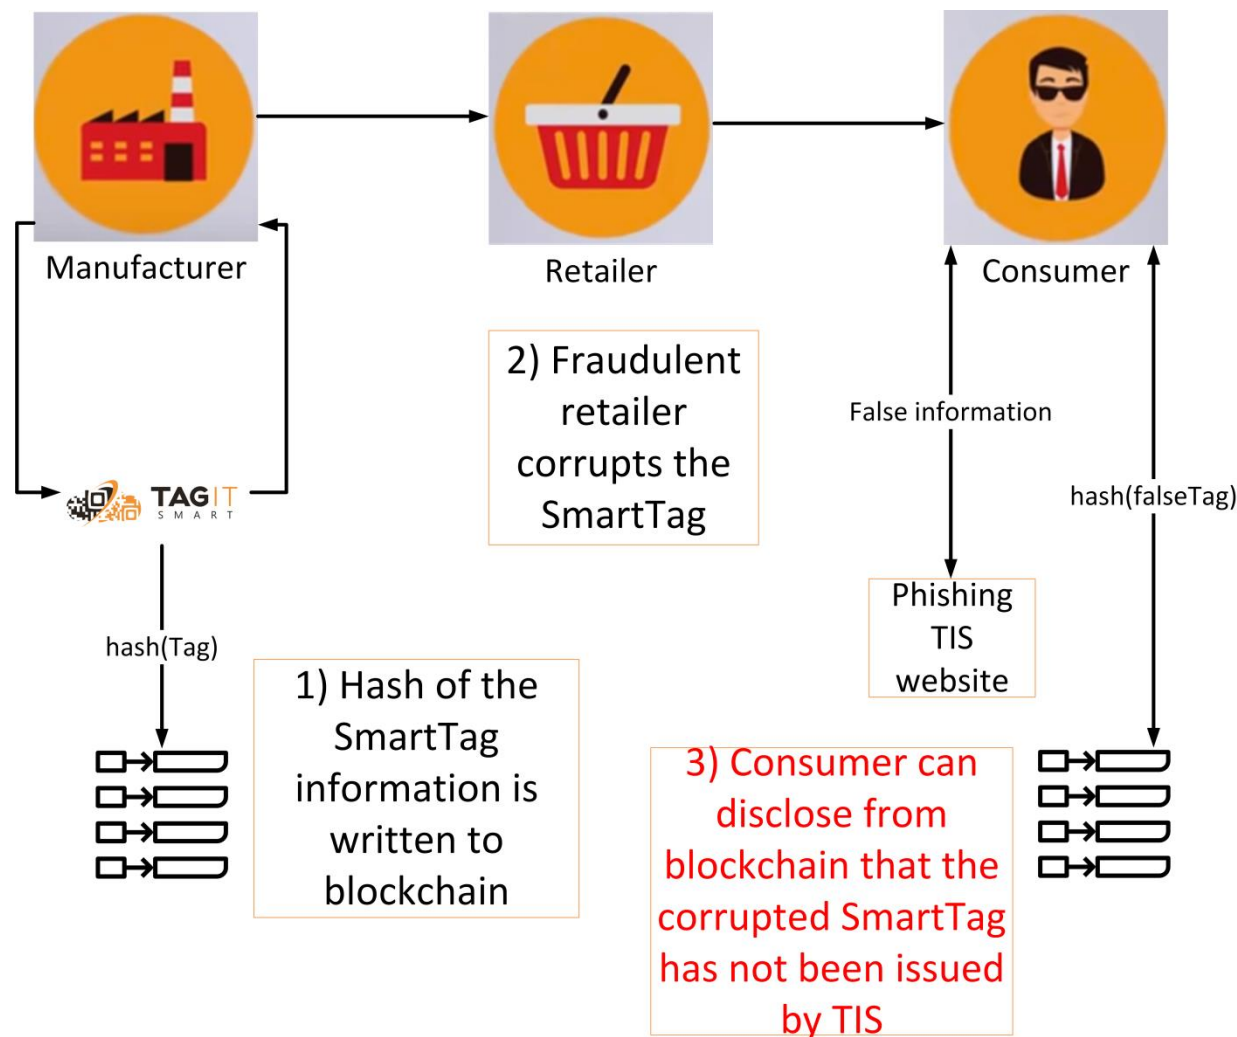 Manufacturer
Retailer
Consumer
2) Fraudulent
retailer
corrupts the
SmartTag
False information
TAGIT
SMART
hash(falseTag)
Phishing
TIS
website
hash(Tag)
1) Hash of the
SmartTag
information is
written to
blockchain
3) Consumer can
disclose from
blockchain that the
corrupted SmartTag
has not been issued
by TIS